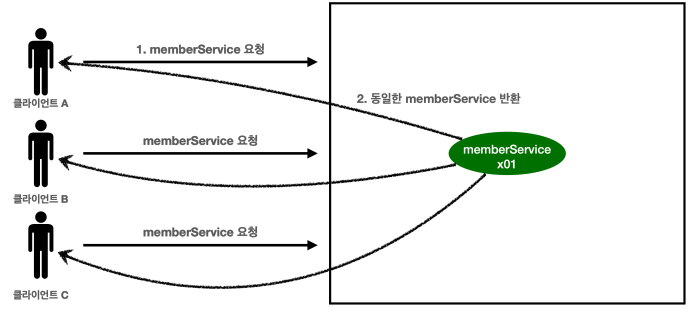 1. memberService 요청
클라이언트 A
2. 동일한 memberService 반환
memberService 요청
memberService
x01
클라이언트 B
memberService 요청
클라이언트 C